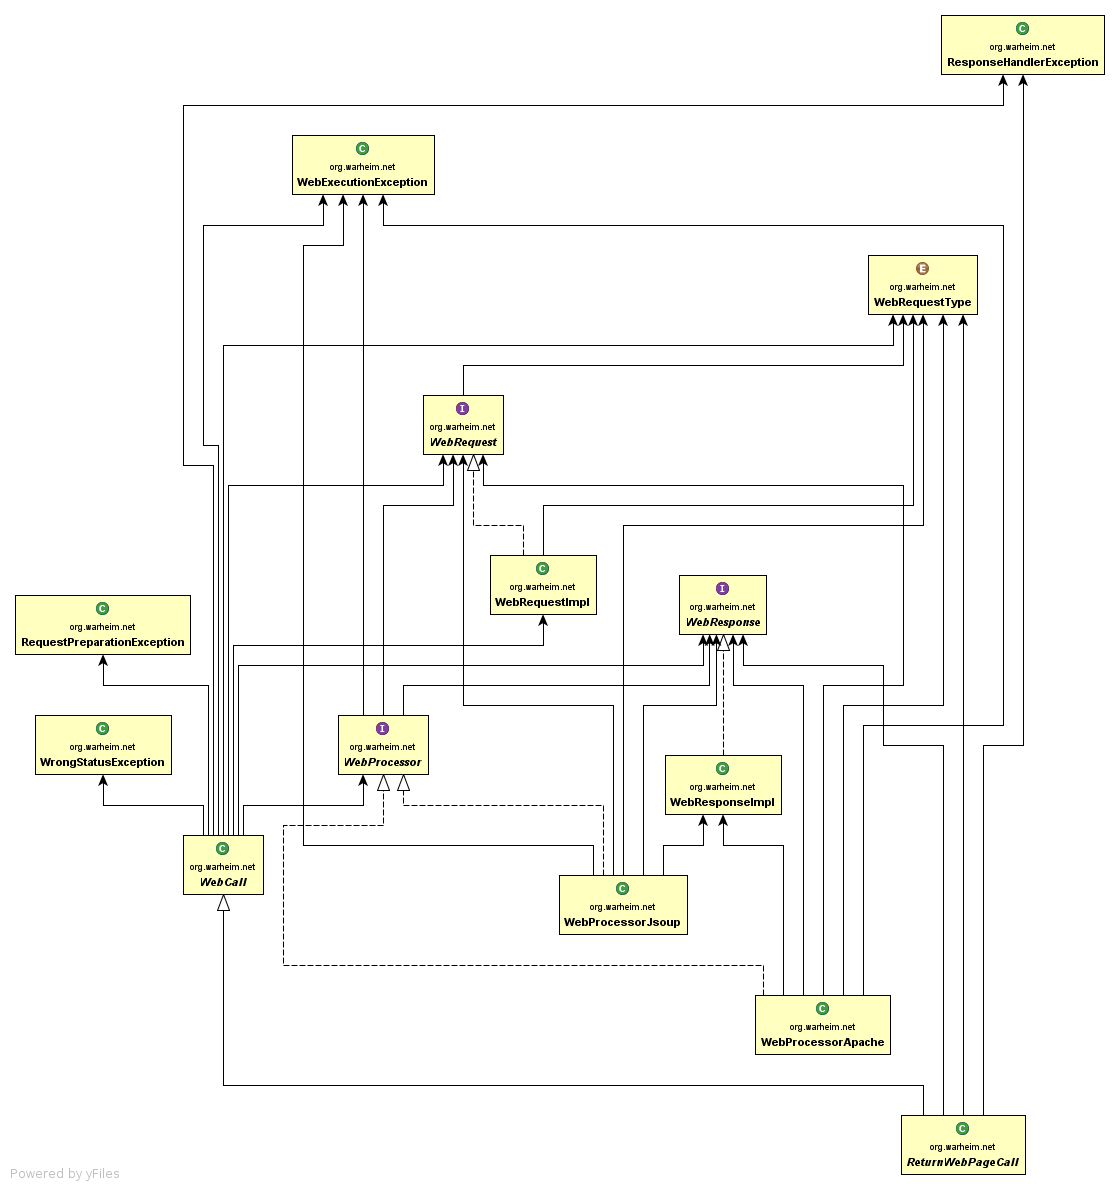 C
org.warheim.net
ResponseHandlerException
C
org.warheim.net
WebExecutionException
E
org.warheim.net
WebRequestType
I
org.warheim.net
WebRequest
C
org.warheim.net
WebRequestImpl
I
org.warheim.net
WebResponse
C
org.warheim.net
RequestPreparationException
C
org.warheim.net
WrongStatusException
I
org.warheim.net
WebProcessor
C
org.warheim.net
WebResponseImpl
C
org.warheim.net
WebCall
C
org.warheim.net
WebProcessorJsoup
C
org.warheim.net
WebProcessorApache
C
org.warheim.net
ReturnWebPageCall
Powered by yFiles